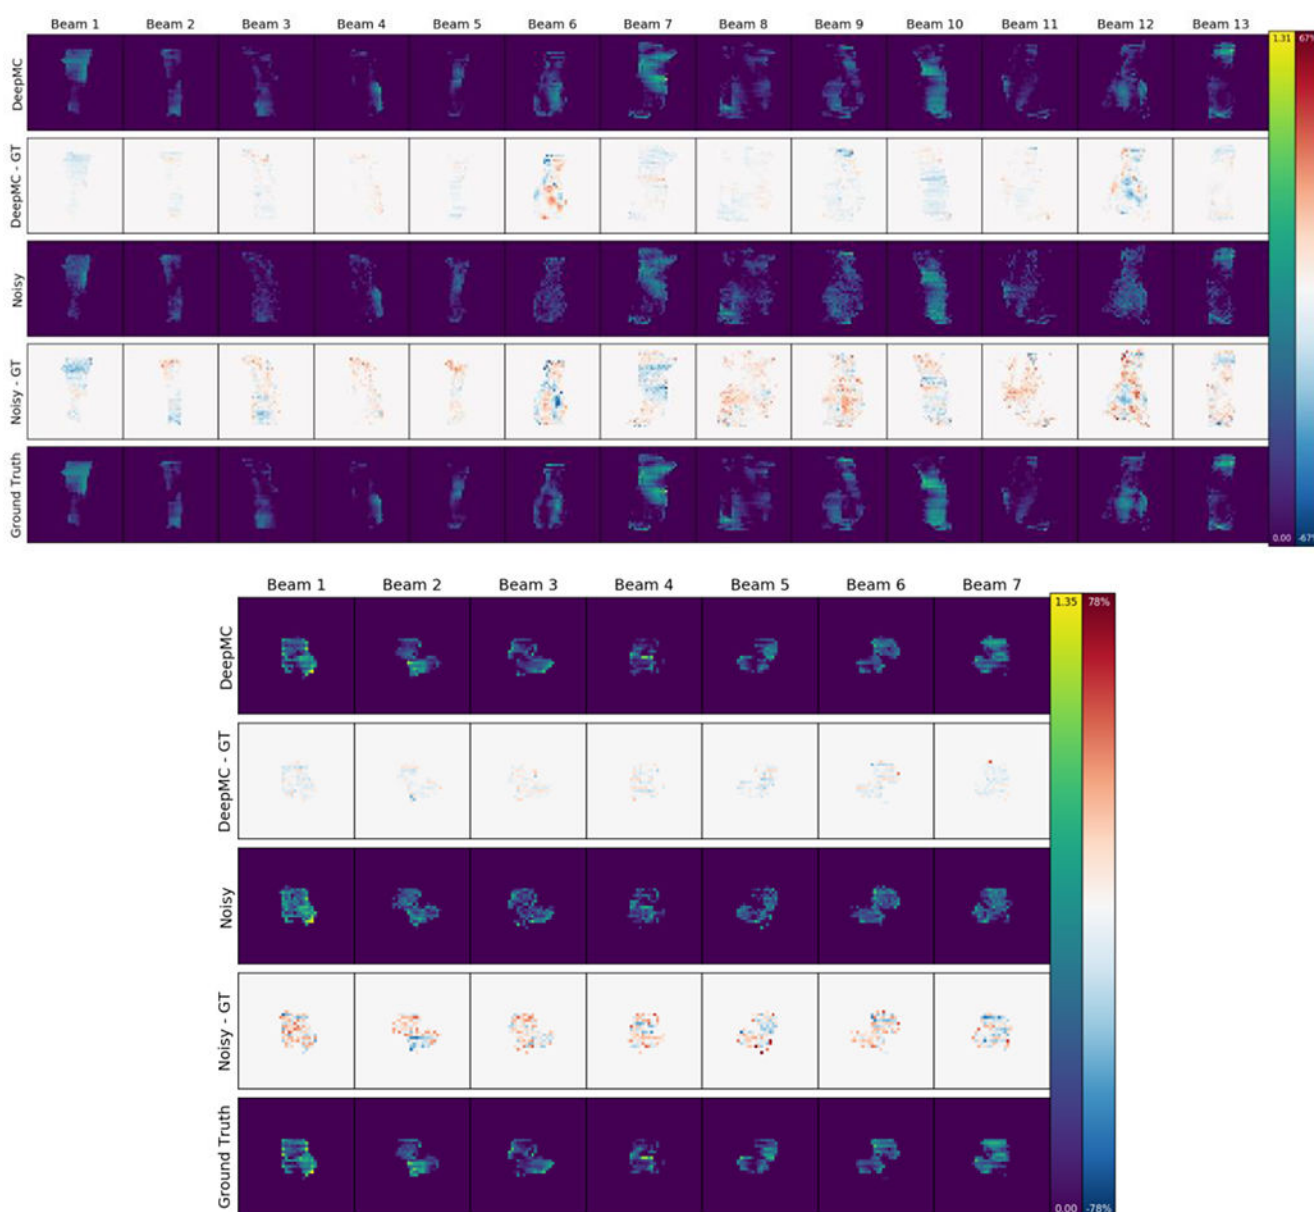 Beam 1 Beam 2 Beam 3 Beam 4 Beam 5 Beam 6 Beam 7 Beam 8 Beam 9 Beam 10 Beam 11 Beam 12 Beam 13
1.31 67%
DeepMC
DeepMC - GT
Noisy
Noisy - GT
Ground Truth
0.00 -67%
Beam 1 Beam 2 Beam 3 Beam 4 Beam 5 Beam 6 Beam 7
1.35 78%
DeepMC
DeepMC - GT
Noisy
Noisy - GT
Ground Truth
0.00 -78%